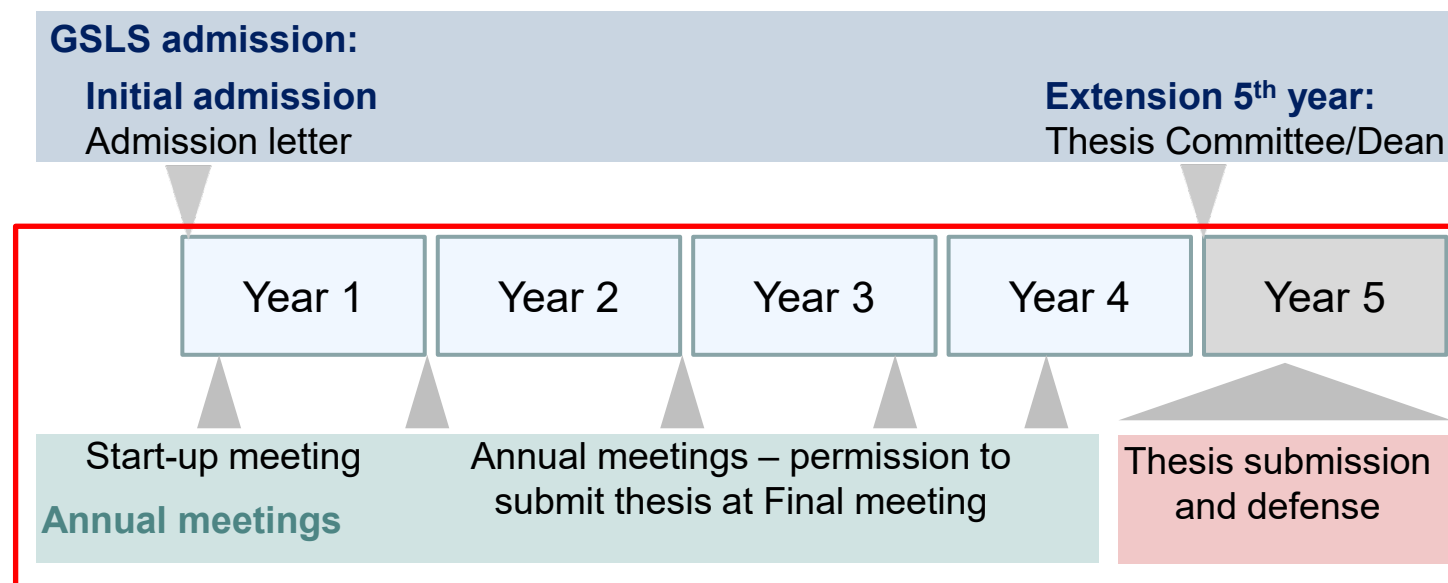 GSLS admission:
Initial admission
Admission letter
Extension 5th year:
Thesis Committee/Dean
Year 1
Year 2
Year 3
Year 4
Year 5
Start-up meeting
Annual meetings
Annual meetings – permission to
submit thesis at Final meeting
Thesis submission
and defense